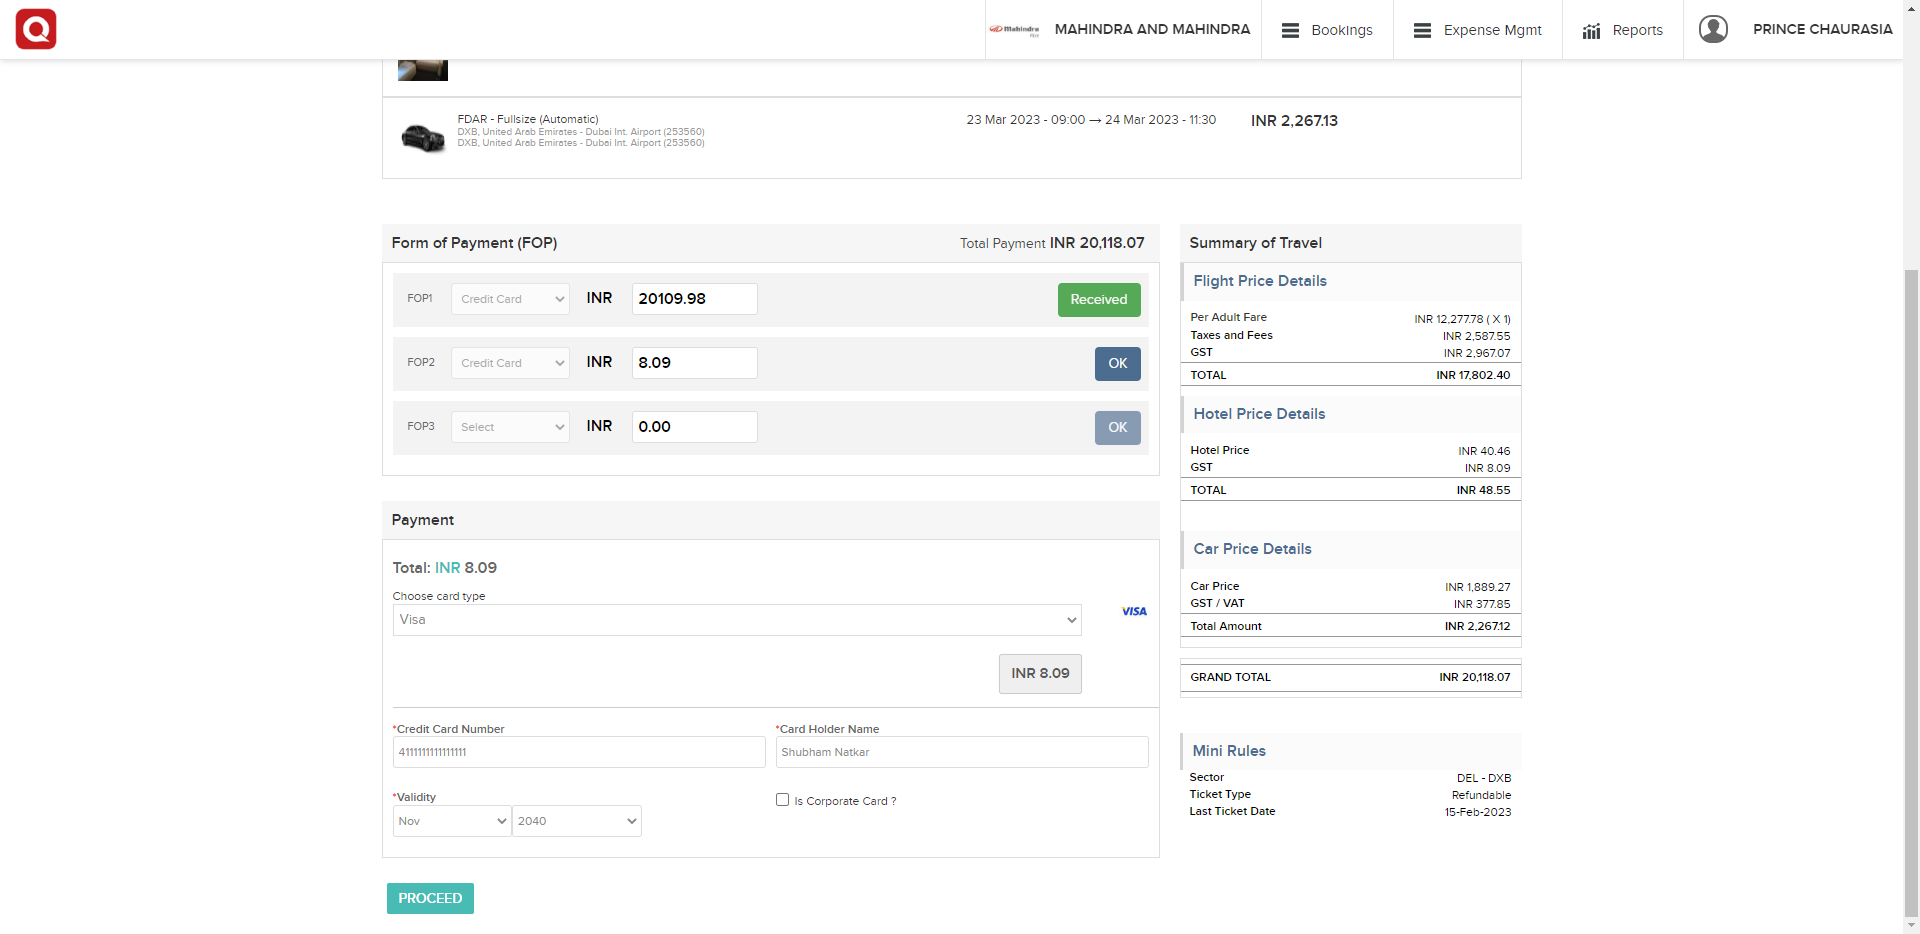 Q
Mahindra
MAHINDRA AND MAHINDRA
Bookings
Expense Mgmt
Reports
PRINCE CHAURASIA
FDAR - Fullsize (Automatic)
DXB, United Arab Emirates - Dubai Int. Airport (253560)
DXB, United Arab Emirates - Dubai Int. Airport (253560)
23 Mar 2023 - 09:00 → 24 Mar 2023 - 11:30
INR 2,267.13
Form of Payment (FOP)
Total Payment INR 20,118.07
FOP1 Credit Card INR 20109.98 Received
FOP2 Credit Card INR 8.09 OK
FOP3 Select INR 0.00 OK
Payment
Total: INR 8.09
Choose card type
Visa
VISA
INR 8.09
*Credit Card Number
4111111111111111
*Card Holder Name
Shubham Natkar
*Validity
Nov 2040
Is Corporate Card ?
PROCEED
Summary of Travel
Flight Price Details
Per Adult Fare INR 12,277.78 ( X 1)
Taxes and Fees INR 2,587.55
GST INR 2,967.07
TOTAL INR 17,802.40
Hotel Price Details
Hotel Price INR 40.46
GST INR 8.09
TOTAL INR 48.55
Car Price Details
Car Price INR 1,889.27
GST / VAT INR 377.85
Total Amount INR 2,267.12
GRAND TOTAL INR 20,118.07
Mini Rules
Sector DEL - DXB
Ticket Type Refundable
Last Ticket Date 15-Feb-2023